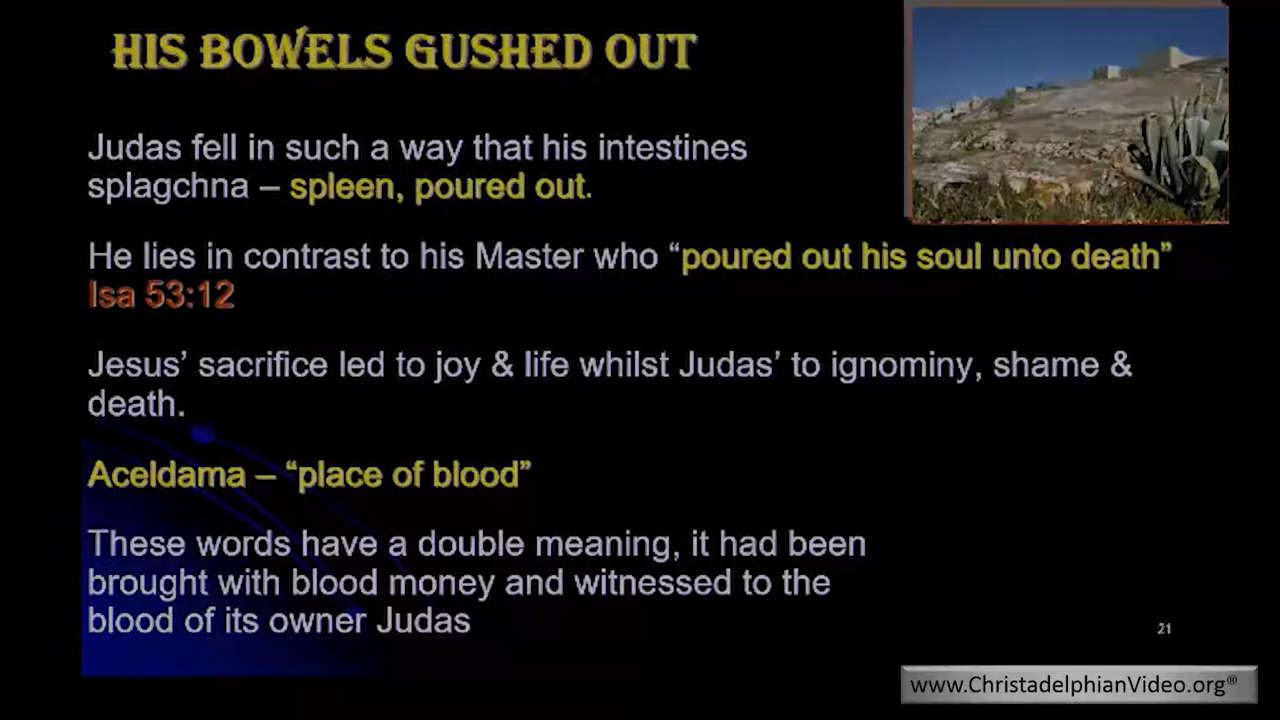 HIS BOWELS GUSHED OUT
Judas fell in such a way that his intestines
splagchna – spleen, poured out.
He lies in contrast to his Master who “poured out his soul unto death”
Isa 53:12
Jesus’ sacrifice led to joy & life whilst Judas’ to ignominy, shame &
death.
Aceldama – “place of blood”
These words have a double meaning, it had been
brought with blood money and witnessed to the
blood of its owner Judas
21
www.ChristadelphianVideo.org®